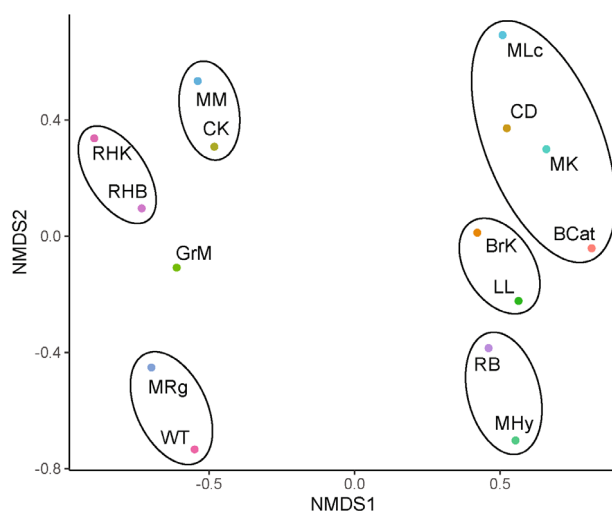 MLc
MM
CD
0.4
CK
RHK
MK
RHB
NMDS2
0.0
GrM
BrK
BCat
LL
-0.4
RB
MRg
MHy
WT
-0.8
-0.5
0.0
0.5
NMDS1